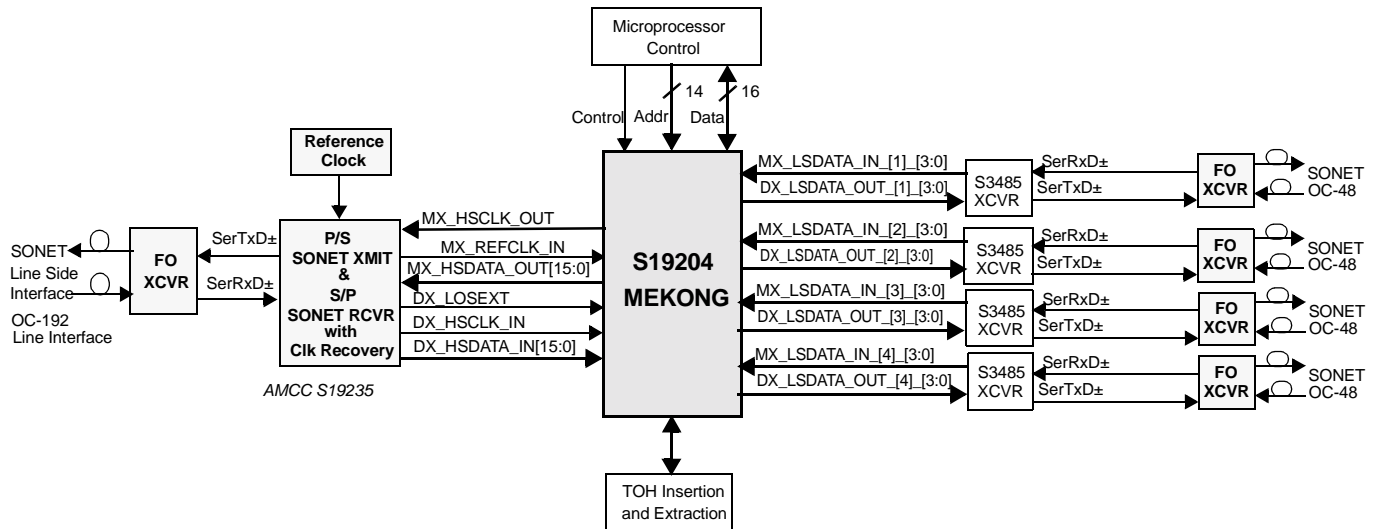 Microprocessor
Control
14
16
Control
Addr
Data
Reference
Clock
P/S
SONET XMIT
&
S/P
SONET RCVR
with
Clk Recovery
AMCC S19235
SONET
Line Side
Interface
OC-192
Line Interface
FO
XCVR
SerTxD±
SerRxD±
MX_HSCLK_OUT
MX_REFCLK_IN
MX_HSDATA_OUT[15:0]
DX_LOSEXT
DX_HSCLK_IN
DX_HSDATA_IN[15:0]
S19204
MEKONG
MX_LSDATA_IN_[1]_[3:0]
DX_LSDATA_OUT_[1]_[3:0]
S3485
XCVR
SerRxD±
SerTxD±
FO
XCVR
SONET
OC-48
MX_LSDATA_IN_[2]_[3:0]
DX_LSDATA_OUT_[2]_[3:0]
S3485
XCVR
SerRxD±
SerTxD±
FO
XCVR
SONET
OC-48
MX_LSDATA_IN_[3]_[3:0]
DX_LSDATA_OUT_[3]_[3:0]
S3485
XCVR
SerRxD±
SerTxD±
FO
XCVR
SONET
OC-48
MX_LSDATA_IN_[4]_[3:0]
DX_LSDATA_OUT_[4]_[3:0]
S3485
XCVR
SerRxD±
SerTxD±
FO
XCVR
SONET
OC-48
TOH Insertion
and Extraction